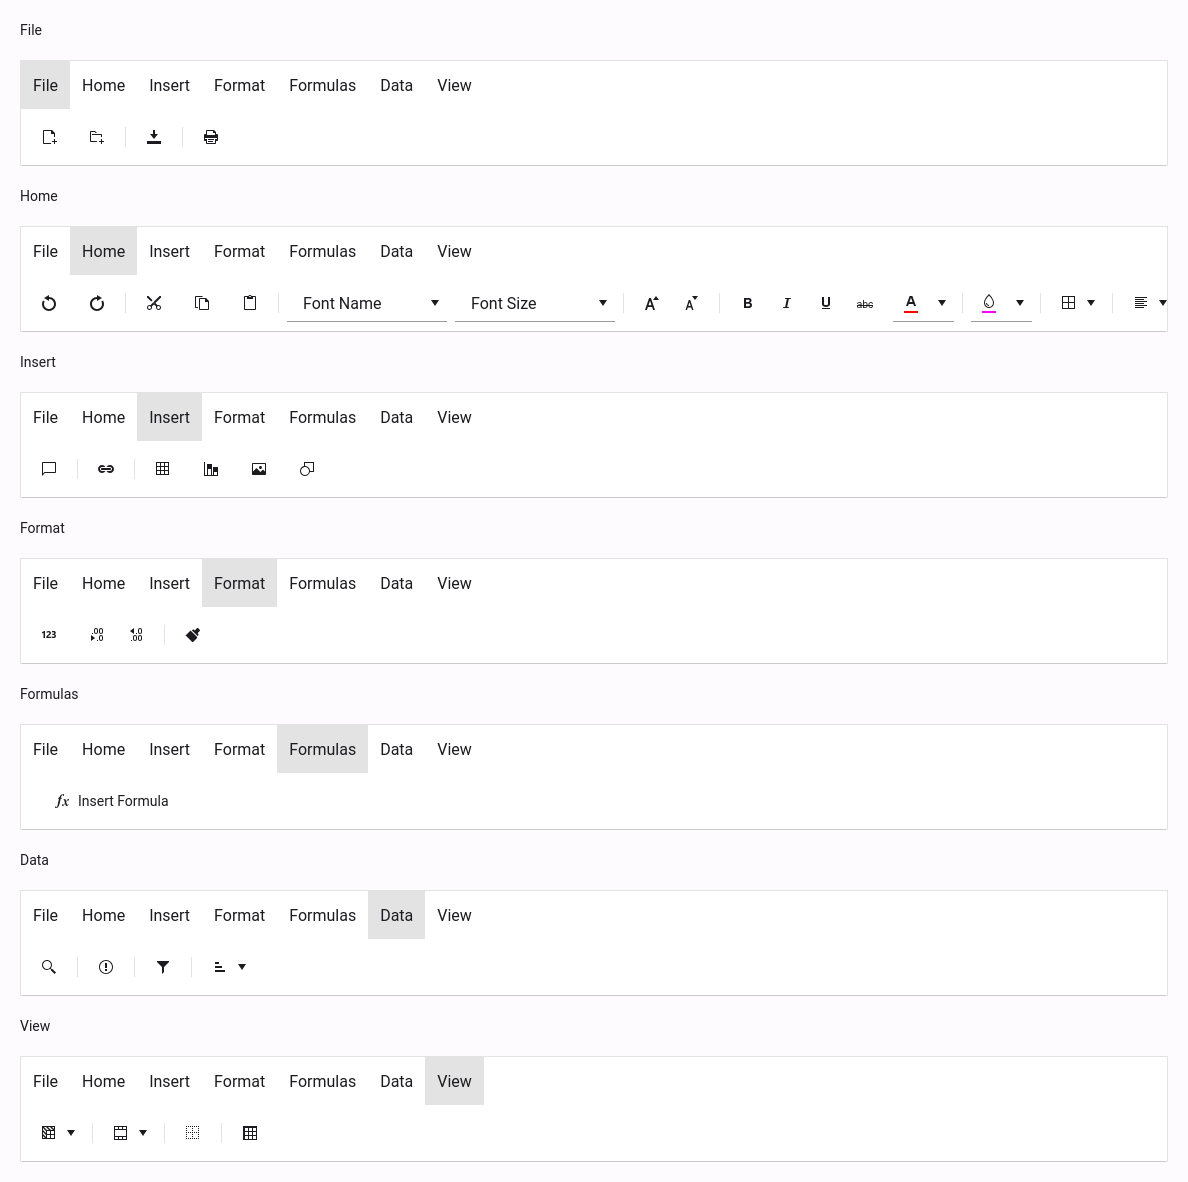 File
File Home Insert Format Formulas Data View
Home
File Home Insert Format Formulas Data View
Font Name Font Size A A B I U abc A
Insert
File Home Insert Format Formulas Data View
Format
File Home Insert Format Formulas Data View
123 .00 .0 .0 .00
Formulas
File Home Insert Format Formulas Data View
fx Insert Formula
Data
File Home Insert Format Formulas Data View
View
File Home Insert Format Formulas Data View